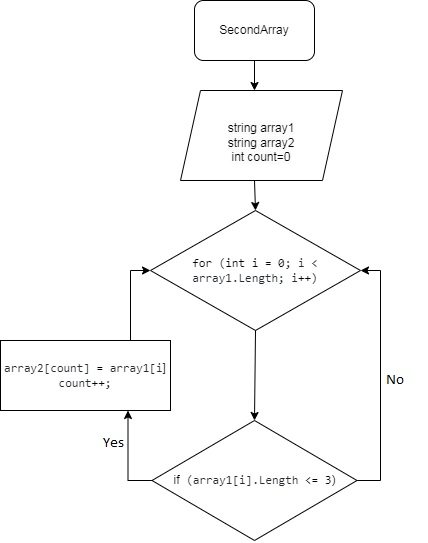 SecondArray
string array1
string array2
int count=0
for (int i = 0; i <
array1.Length; i++)
array2[count] = array1[i]
count++;
No
Yes
if (array1[i].Length <= 3)